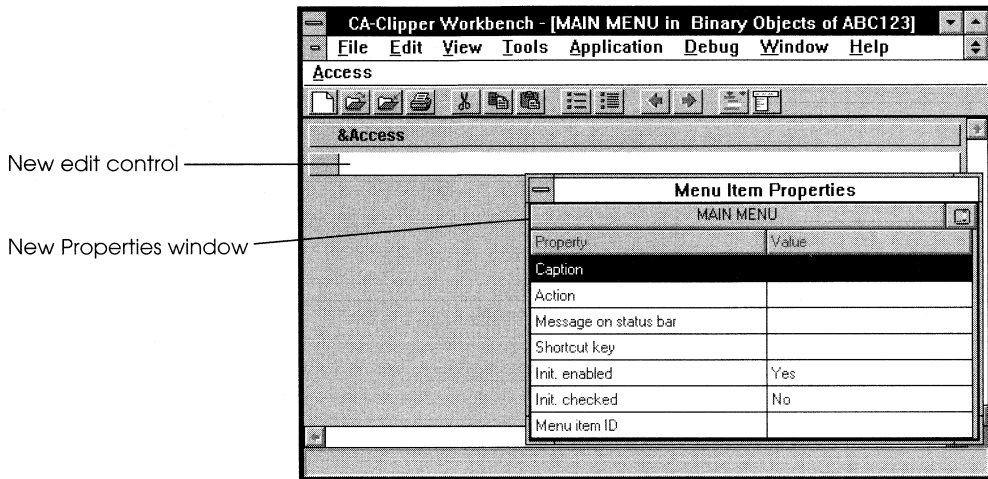 CA-Clipper Workbench - [MAIN MENU in Binary Objects of ABC123]
File Edit View Tools Application Debug Window Help
Access
&Access
New edit control
Menu Item Properties
MAIN MENU
New Properties window
Property Value
Caption
Action
Message on status bar
Shortcut key
Init. enabled Yes
Init. checked No
Menu item ID